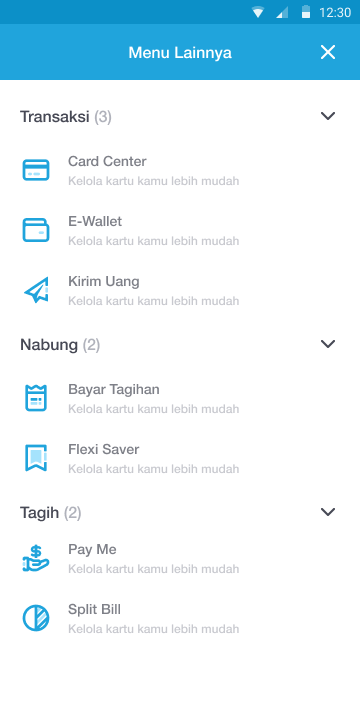 12:30
Menu Lainnya
Transaksi (3)
Card Center
Kelola kartu kamu lebih mudah
E-Wallet
Kelola kartu kamu lebih mudah
Kirim Uang
Kelola kartu kamu lebih mudah
Nabung (2)
Bayar Tagihan
Kelola kartu kamu lebih mudah
Flexi Saver
Kelola kartu kamu lebih mudah
Tagih (2)
Pay Me
Kelola kartu kamu lebih mudah
Split Bill
Kelola kartu kamu lebih mudah